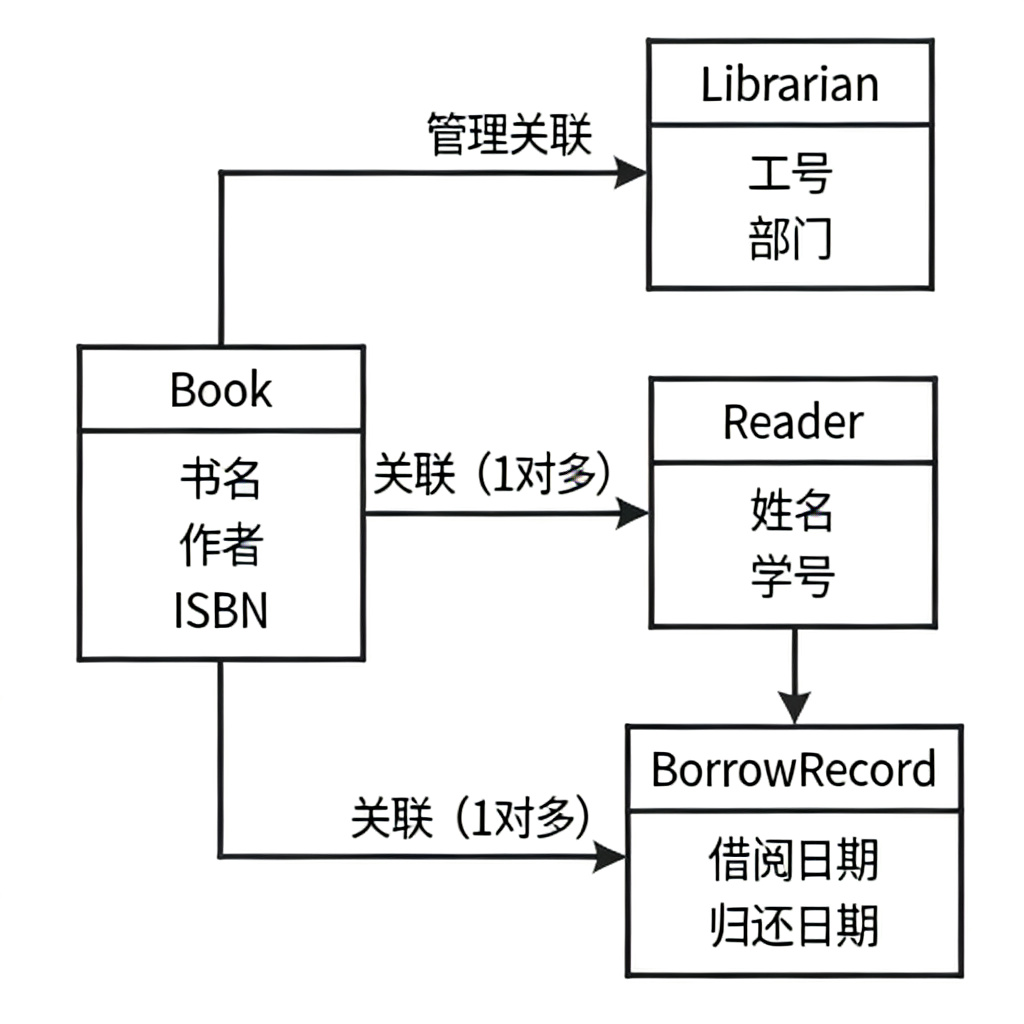 Librarian
管理关联
工号
部门
Book
书名
作者
ISBN
关联（1对多）
Reader
姓名
学号
BorrowRecord
关联（1对多）
借阅日期
归还日期